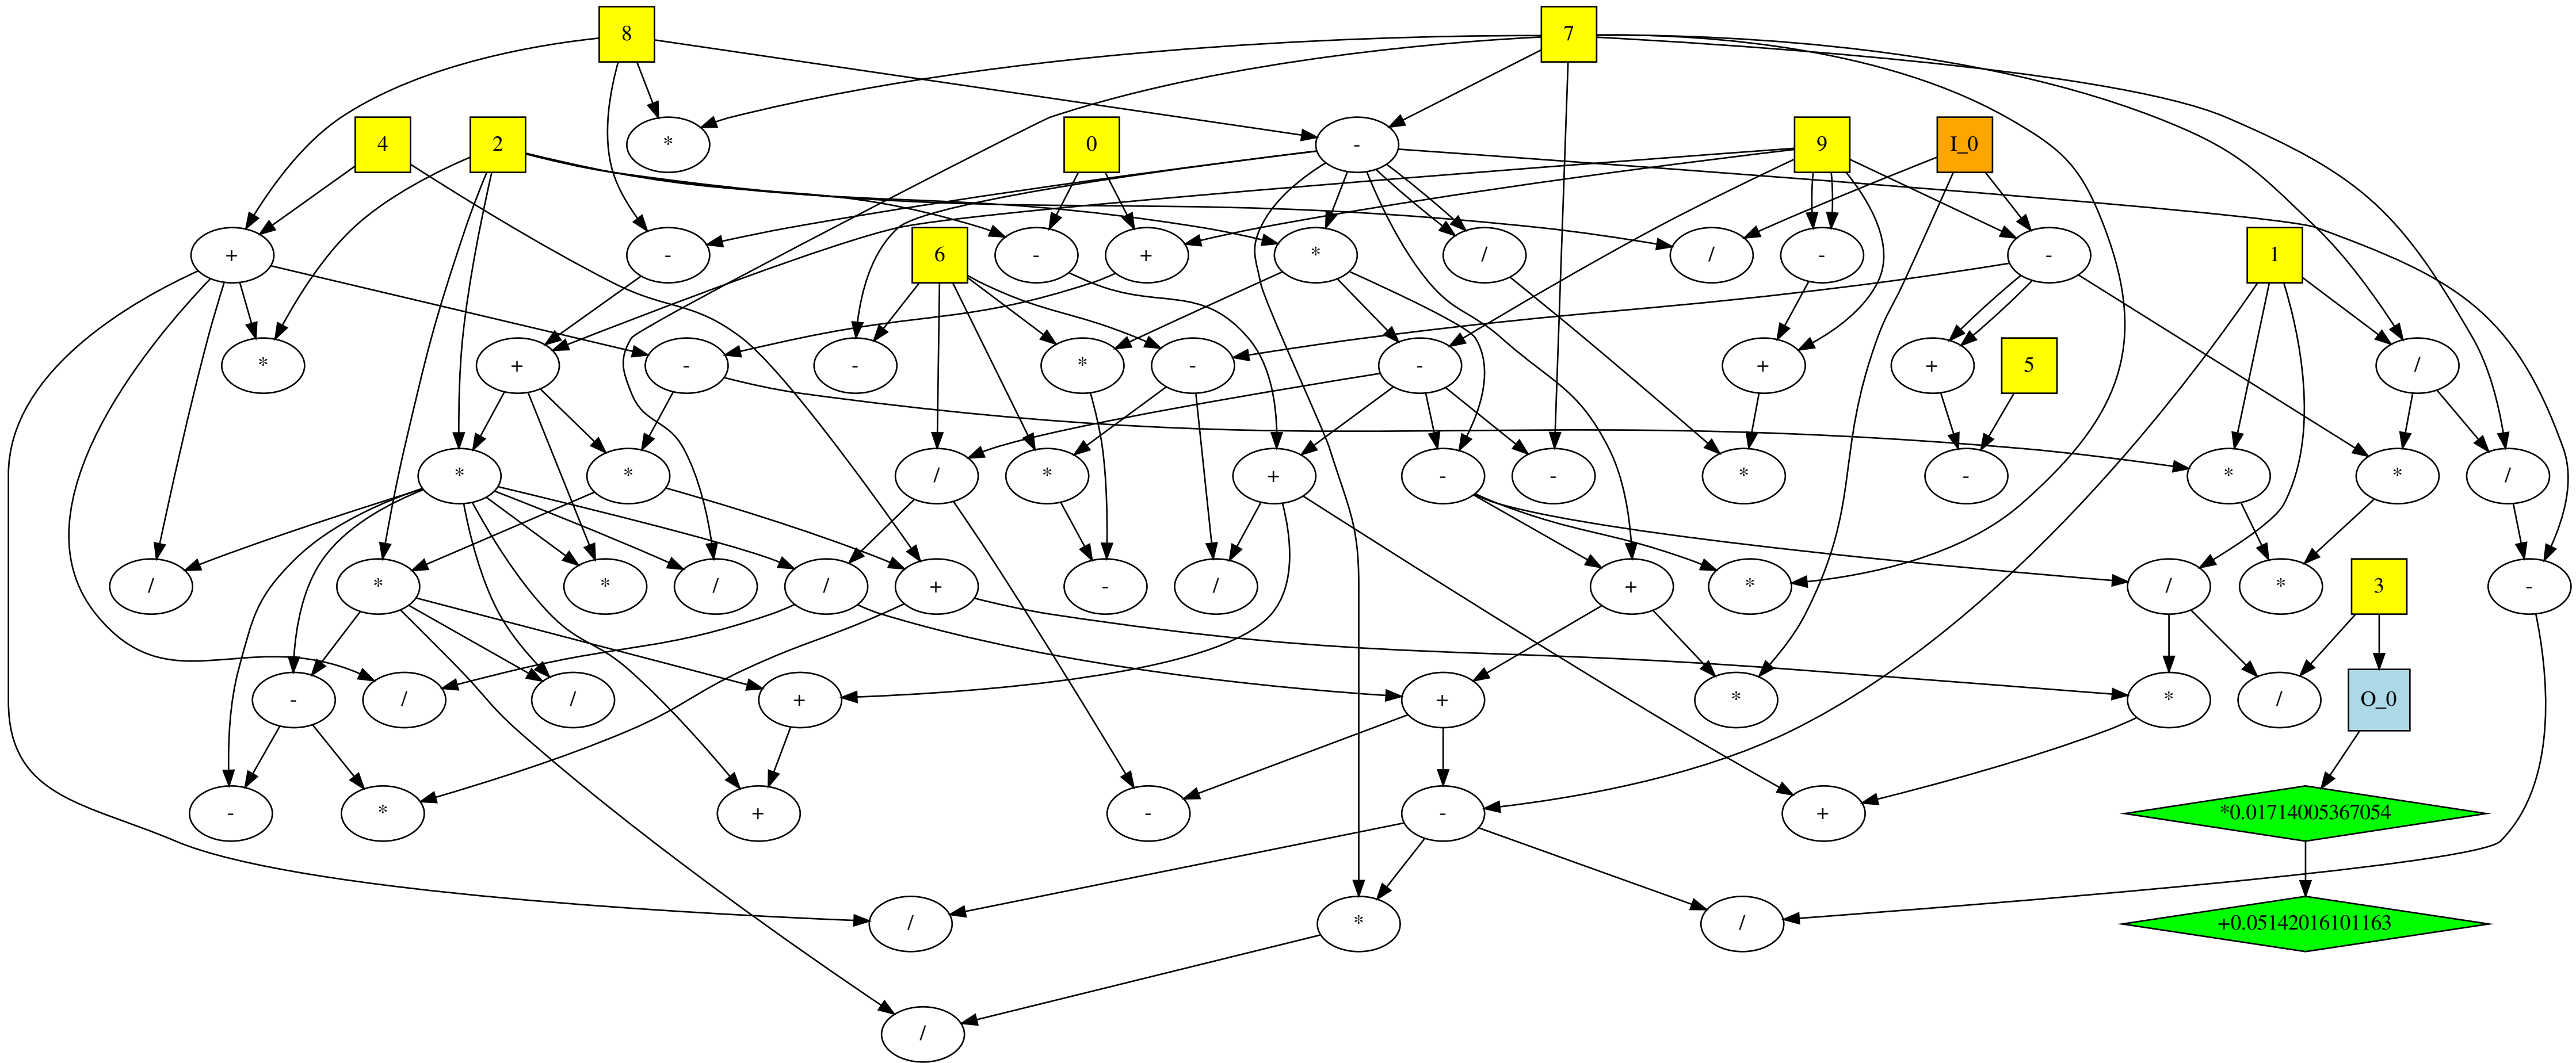 8 7
* 4 2 0 - 9 I_0
+ - 6 - + * / / - - 1
* + - - * - - + + 5 /
* * / * + - - * - * * /
/ * / * / / + - / + * / * 3 -
- / / + + * * / O_0
- * + - - + *0.01714005367054
/ * / +0.05142016101163
/